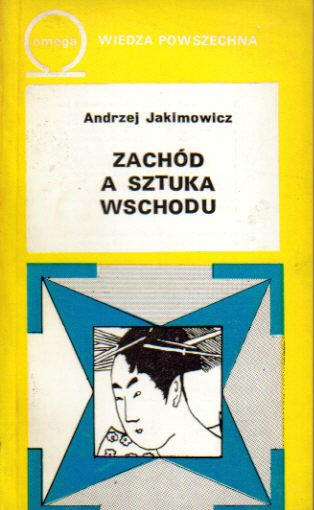 omega
WIEDZA POWSZECHNA
Andrzej Jakimowicz
ZACHÓD
A SZTUKA
WSCHODU